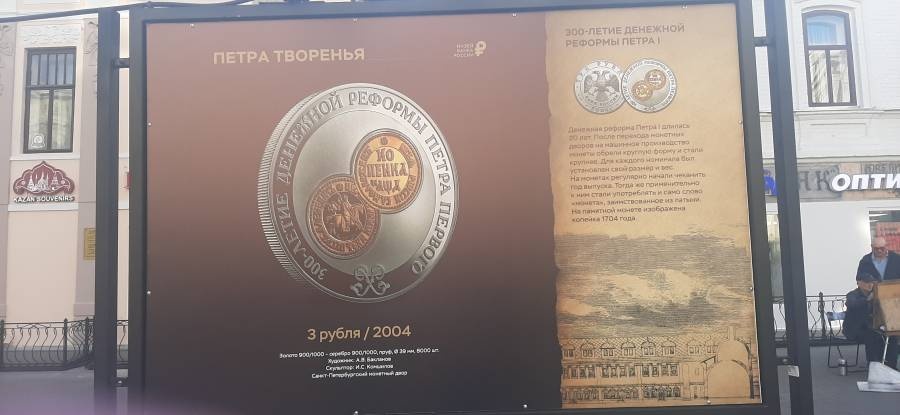 ПЕТРА ТВОРЕНЬЯ
МУЗЕЙ
БАНКА
РОССИИ
300-ЛЕТИЕ ДЕНЕЖНОЙ РЕФОРМЫ ПЕТРА ПЕРВОГО
КО
ПЕИКА
3 рубля / 2004
Золото 900/1000 – серебро 900/1000, пруф, Ø 39 мм, 8000 шт.
Художник: А.В. Бакланов
Скульптор: И.С. Комшилов
Санкт-Петербургский монетный двор
300-ЛЕТИЕ ДЕНЕЖНОЙ
РЕФОРМЫ ПЕТРА I
Денежная реформа Петра I длилась
20 лет. После перехода монетных
дворов на машинное производство
монеты обрели круглую форму и стали
крупнее. Для каждого номинала был
установлен свой размер и вес.
На монетах регулярно начали чеканить
год выпуска. Тогда же применительно
к ним стали употреблять и само слово
«монета», заимствованное из латыни.
На памятной монете изображена
копейка 1704 года.
KAZAN SOUVENIRS
ОПТИ